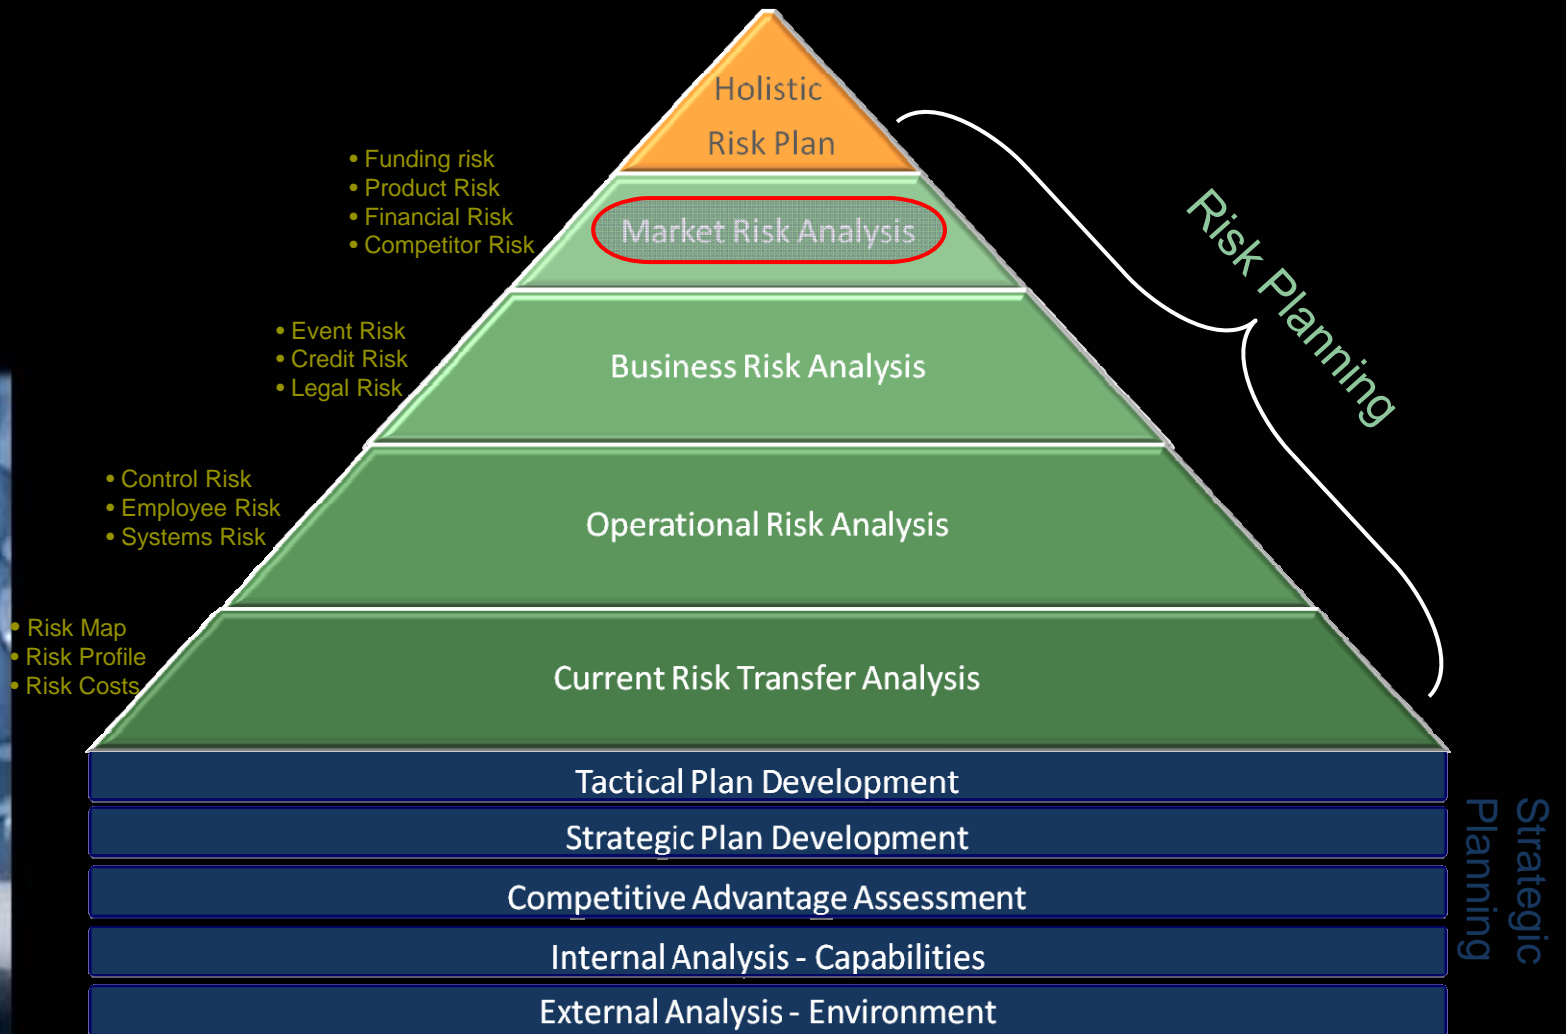 Holistic
Risk Plan
• Funding risk
• Product Risk
• Financial Risk
• Competitor Risk
Market Risk Analysis
Risk Planning
• Event Risk
• Credit Risk
• Legal Risk
Business Risk Analysis
• Control Risk
• Employee Risk
• Systems Risk
Operational Risk Analysis
• Risk Map
• Risk Profile
• Risk Costs
Current Risk Transfer Analysis
Tactical Plan Development
Strategic Plan Development
Competitive Advantage Assessment
Internal Analysis - Capabilities
External Analysis - Environment
Strategic
Planning